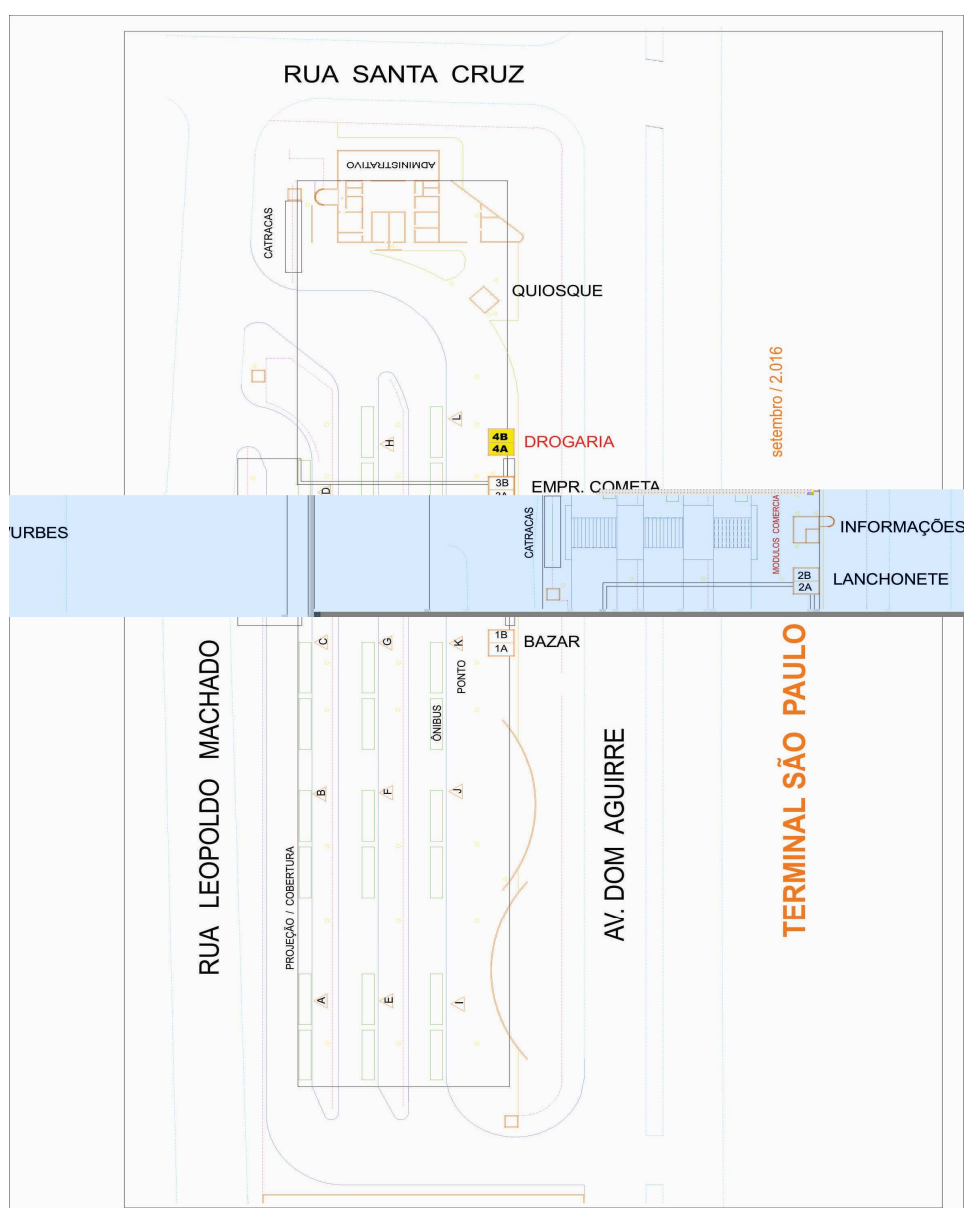 RUA SANTA CRUZ
ADMINISTRATIVO
CATRACAS
QUIOSQUE
setembro / 2.016
L
H
4B
4A
DROGARIA
D
3B
EMPR. COMETA
/URBES
CATRACAS
MODULOS COMERCIA
INFORMAÇÕES
2B
2A
LANCHONETE
1B
1A
BAZAR
C
G
K
PONTO
ÔNIBUS
RUA LEOPOLDO MACHADO
B
F
J
AV. DOM AGUIRRE
TERMINAL SÃO PAULO
PROJEÇÃO / COBERTURA
A
E
I